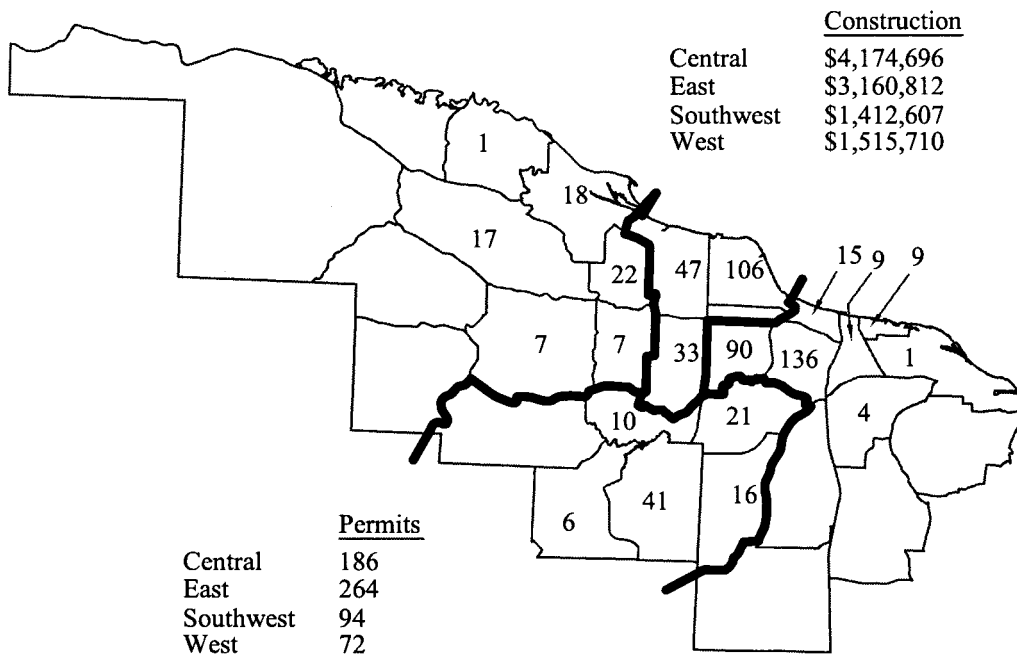 Construction
Central $4,174,696
East $3,160,812
Southwest $1,412,607
West $1,515,710
1
18
17
22
47
106
15
9
9
7
7
33
90
136
1
10
21
4
6
41
16
Permits
Central 186
East 264
Southwest 94
West 72